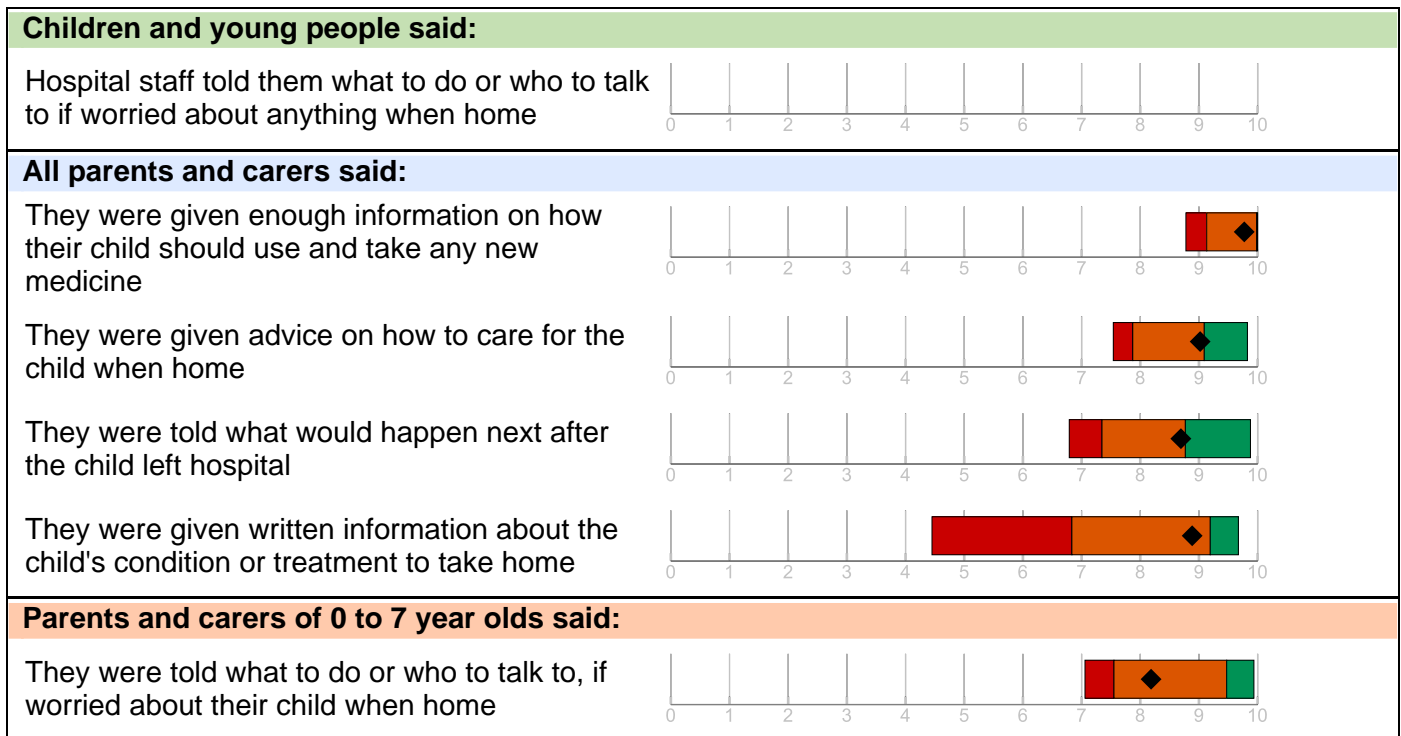 Children and young people said:
Hospital staff told them what to do or who to talk
to if worried about anything when home
0 1 2 3 4 5 6 7 8 9 10
All parents and carers said:
They were given enough information on how
their child should use and take any new
medicine
0 1 2 3 4 5 6 7 8 9 10
They were given advice on how to care for the
child when home
0 1 2 3 4 5 6 7 8 9 10
They were told what would happen next after
the child left hospital
0 1 2 3 4 5 6 7 8 9 10
They were given written information about the
child's condition or treatment to take home
0 1 2 3 4 5 6 7 8 9 10
Parents and carers of 0 to 7 year olds said:
They were told what to do or who to talk to, if
worried about their child when home
0 1 2 3 4 5 6 7 8 9 10